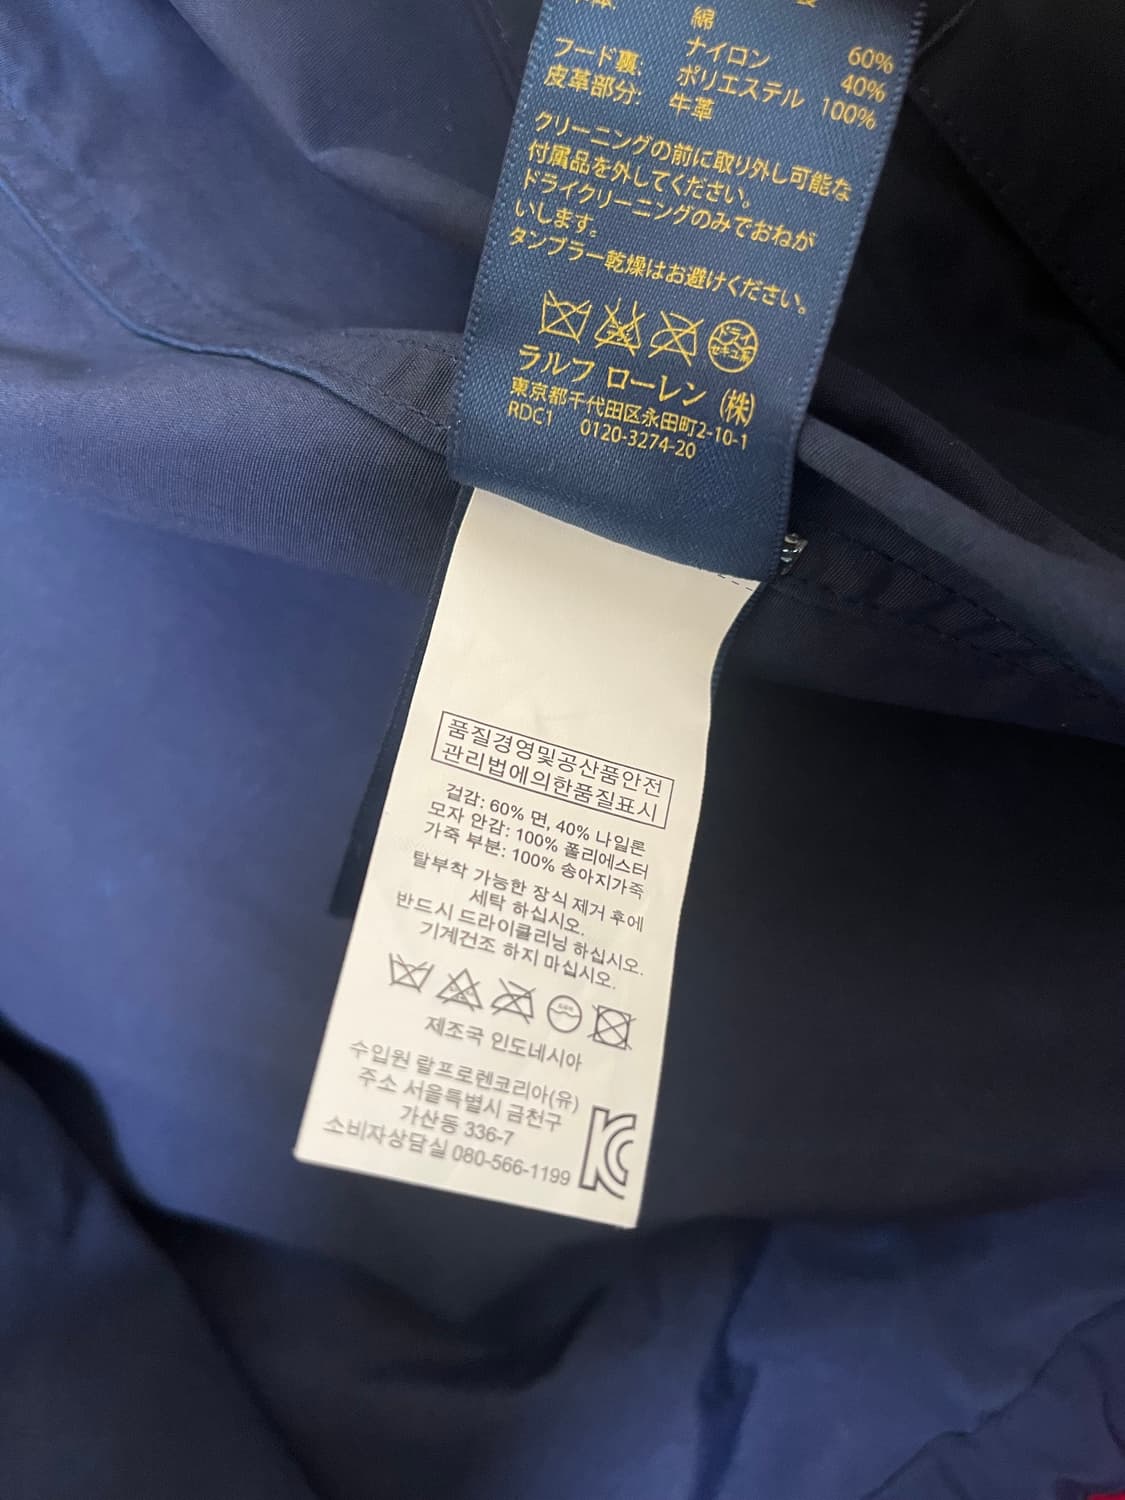 綿 60%
ナイロン 40%
フード裏: ポリエステル 100%
皮革部分: 牛革
クリーニングの前に取り外し可能な
付属品を外してください。
ドライクリーニングのみでおねが
いします。
タンブラー乾燥はお避けください。
ドライ
セキユ系
ラルフ ローレン (株)
東京都千代田区永田町2-10-1
RDC1 0120-3274-20
품질경영및공산품안전
관리법에의한품질표시
겉감: 60% 면, 40% 나일론
모자 안감: 100% 폴리에스터
가죽 부분: 100% 송아지가죽
탈부착 가능한 장식 제거 후에
세탁 하십시오.
반드시 드라이클리닝 하십시오.
기계건조 하지 마십시오.
제조국 인도네시아
수입원 랄프로렌코리아(유)
주소 서울특별시 금천구
가산동 336-7
소비자상담실 080-566-1199